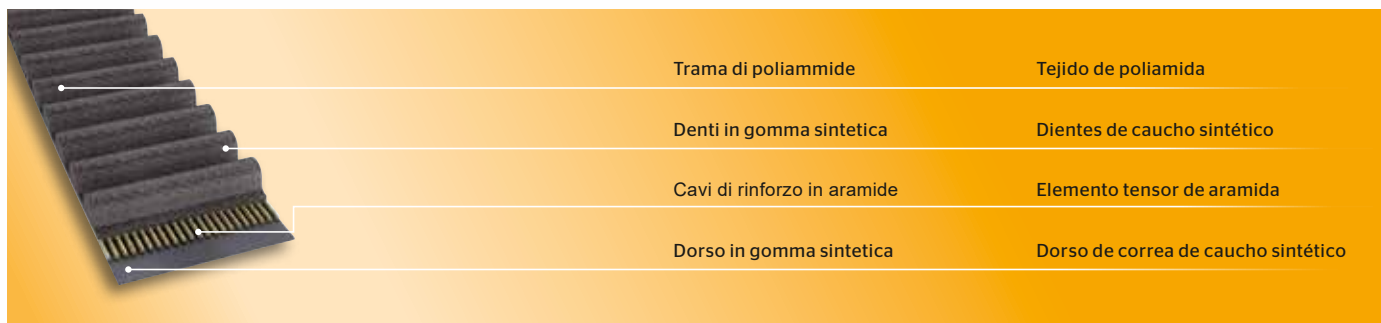 Trama di poliammide Tejido de poliamida
Denti in gomma sintetica Dientes de caucho sintético
Cavi di rinforzo in aramide Elemento tensor de aramida
Dorso in gomma sintetica Dorso de correa de caucho sintético